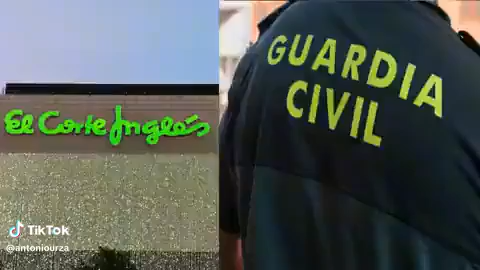 El Corte Inglés
GUARDIA
CIVIL
TikTok
@antoniourza